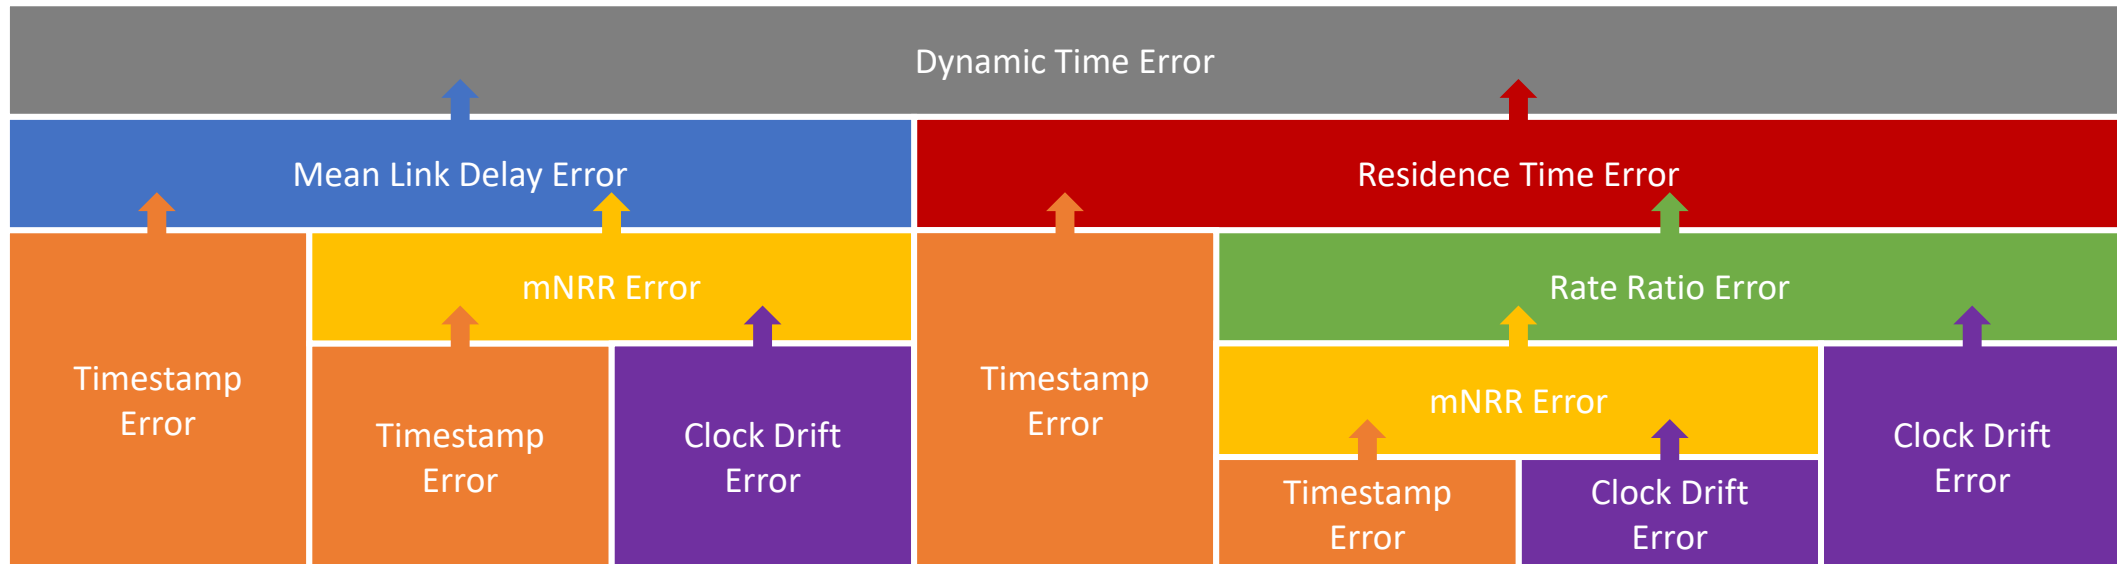 Dynamic Time Error
Mean Link Delay Error
Residence Time Error
mNRR Error
Rate Ratio Error
Timestamp
Error
Timestamp
Error
Clock Drift
Error
Timestamp
Error
mNRR Error
Timestamp
Error
Clock Drift
Error
Clock Drift
Error